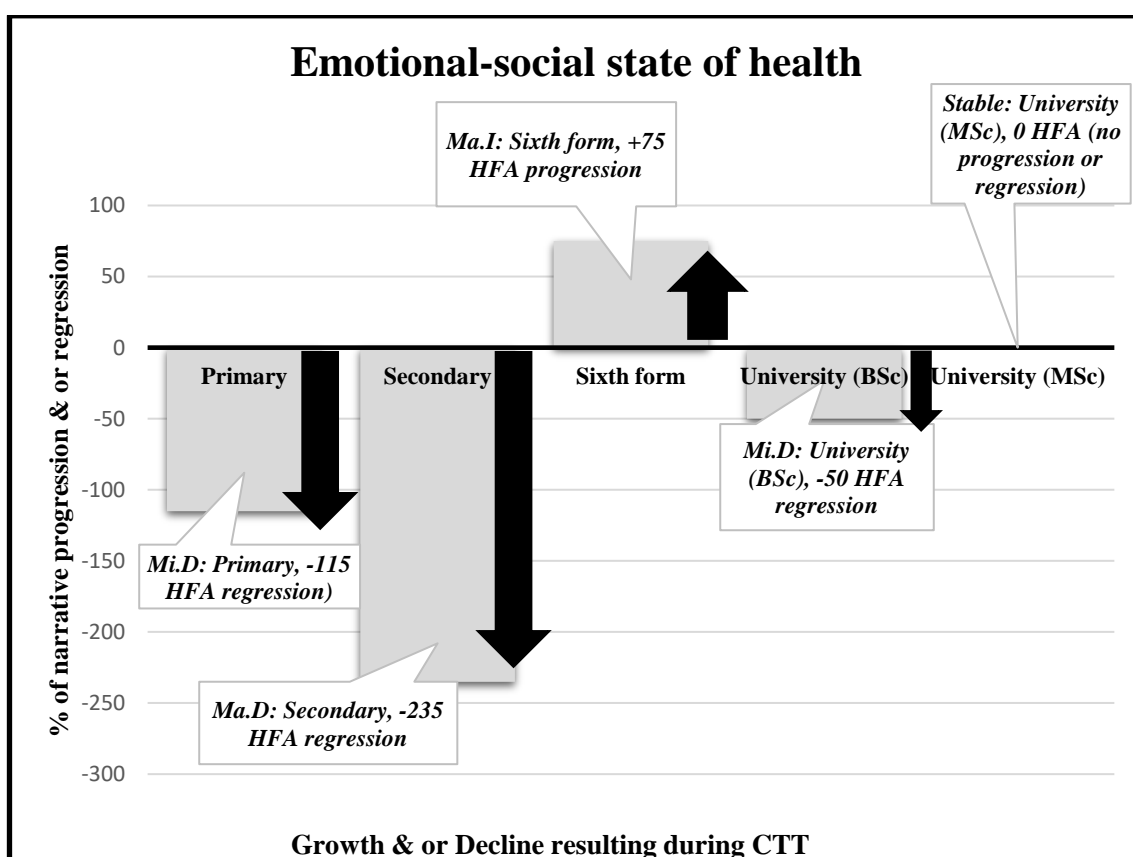 Emotional-social state of health
Stable: University
(MSc), 0 HFA (no
progression or
regression)
Ma.I: Sixth form, +75
HFA progression
% of narrative progression & or regression
100
50
0
-50
-100
-150
-200
-250
-300
Primary
Secondary
Sixth form
University (BSc)
University (MSc)
Mi.D: University
(BSc), -50 HFA
regression
Mi.D: Primary, -115
HFA regression)
Ma.D: Secondary, -235
HFA regression
Growth & or Decline resulting during CTT